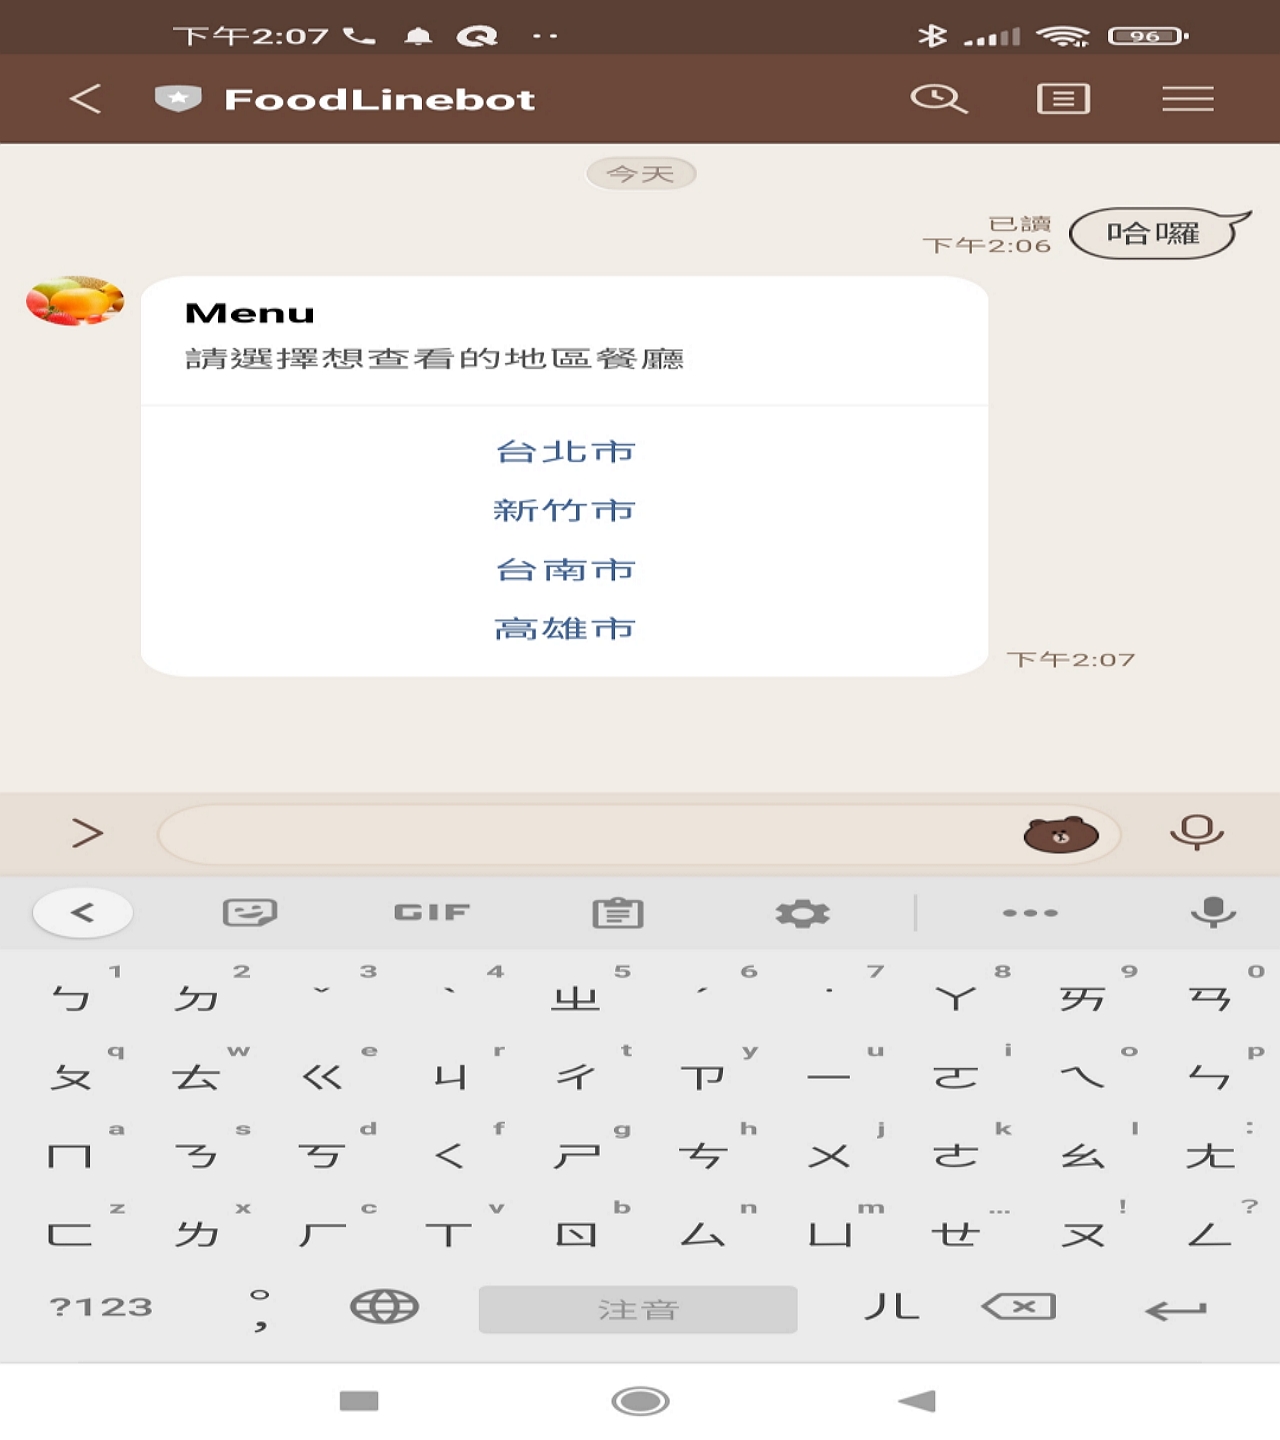 下午2:07
96
FoodLinebot
今天
已讀
下午2:06
哈囉
Menu
請選擇想查看的地區餐廳
台北市
新竹市
台南市
高雄市
下午2:07
GIF
1 2 3 4 5 6 7 8 9 0
ㄅ ㄉ ˇ ˋ ㄓ ˊ ˙ ㄚ ㄞ ㄢ
q w e r t y u i o p
ㄆ ㄊ ㄍ ㄐ ㄔ ㄗ ㄧ ㄛ ㄟ ㄣ
a s d f g h j k l :
ㄇ ㄋ ㄎ ㄑ ㄕ ㄘ ㄨ ㄜ ㄠ ㄤ
z x c v b n m … ! ?
ㄈ ㄌ ㄏ ㄒ ㄖ ㄙ ㄩ ㄝ ㄡ ㄥ
?123 °, 注音 ㄦ